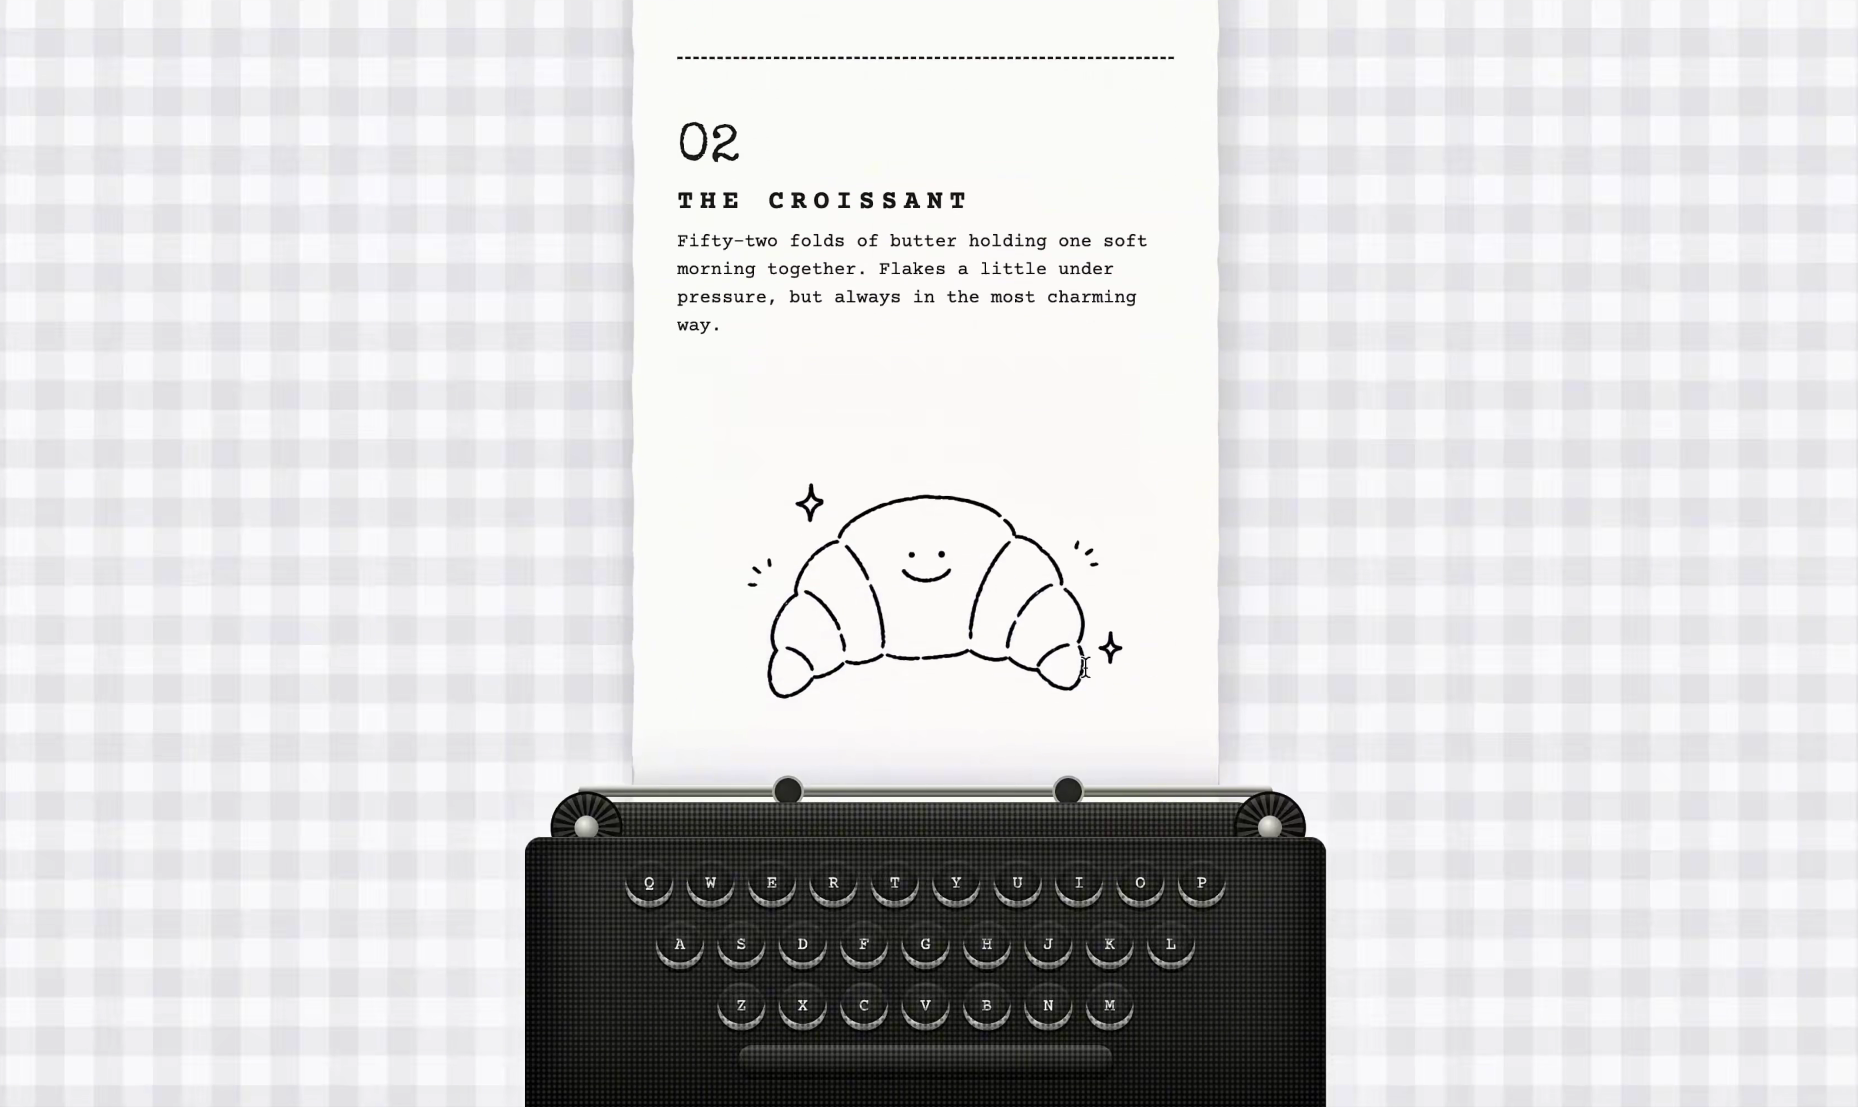 02
THE CROISSANT
Fifty-two folds of butter holding one soft
morning together. Flakes a little under
pressure, but always in the most charming
way.
Q W E R T Y U I O P
A S D F G H J K L
Z X C V B N M